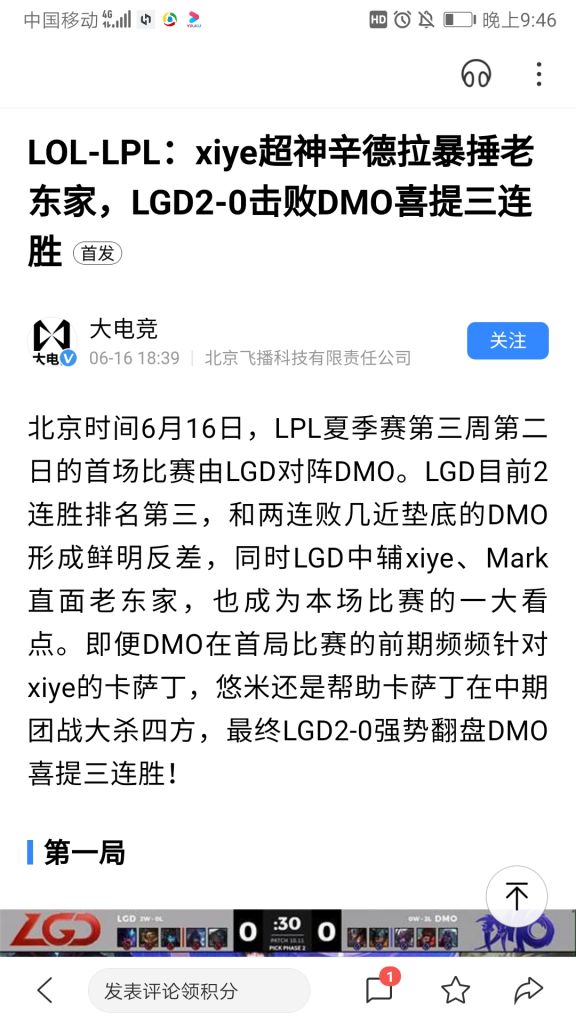 中国移动 4G HD 晚上9:46
LOL-LPL：xiye超神辛德拉暴捶老
东家，LGD2-0击败DMO喜提三连
胜 首发
大电竞
大电 V 06-16 18:39 | 北京飞播科技有限责任公司
关注
北京时间6月16日，LPL夏季赛第三周第二
日的首场比赛由LGD对阵DMO。LGD目前2
连胜排名第三，和两连败几近垫底的DMO
形成鲜明反差，同时LGD中辅xiye、Mark
直面老东家，也成为本场比赛的一大看
点。即便DMO在首局比赛的前期频频针对
xiye的卡萨丁，悠米还是帮助卡萨丁在中期
团战大杀四方，最终LGD2-0强势翻盘DMO
喜提三连胜！
第一局
LGD LGD 2W-0L 0 :30 0 0W-2L DMO DMO
PATCH 10.11
PICK PHASE 2
发表评论领积分 1